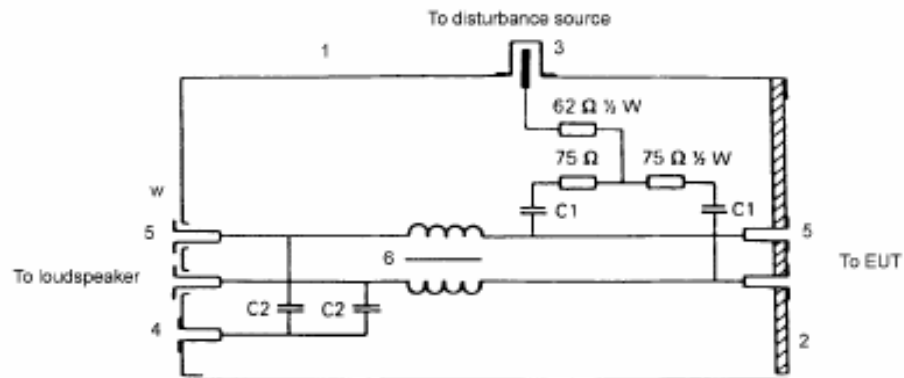 To disturbance source
1
3
62 Ω ½ W
75 Ω
75 Ω ½ W
w
C1
C1
5
5
6
To loudspeaker
To EUT
C2
C2
4
2